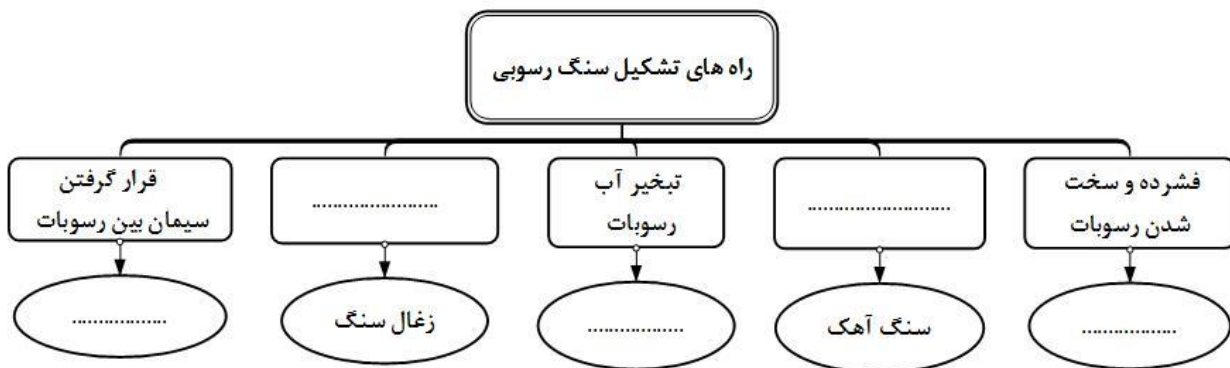 راه های تشکیل سنگ رسوبی
فشرده و سخت
شدن رسوبات
............................
تبخیر آب
رسوبات
.........................
قرار گرفتن
سیمان بین رسوبات
..................
سنگ آهک
...................
زغال سنگ
..................